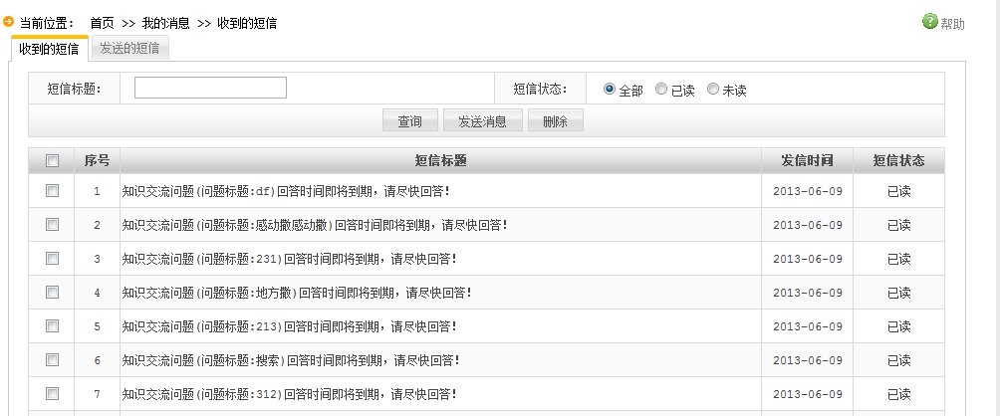 当前位置： 首页 >> 我的消息 >> 收到的短信 帮助
收到的短信 发送的短信
短信标题： 短信状态： 全部 已读 未读
查询 发送消息 删除
序号 短信标题 发信时间 短信状态
1 知识交流问题(问题标题:df)回答时间即将到期，请尽快回答! 2013-06-09 已读
2 知识交流问题(问题标题:感动撒感动撒)回答时间即将到期，请尽快回答! 2013-06-09 已读
3 知识交流问题(问题标题:231)回答时间即将到期，请尽快回答! 2013-06-09 已读
4 知识交流问题(问题标题:地方撒)回答时间即将到期，请尽快回答! 2013-06-09 已读
5 知识交流问题(问题标题:213)回答时间即将到期，请尽快回答! 2013-06-09 已读
6 知识交流问题(问题标题:搜索)回答时间即将到期，请尽快回答! 2013-06-09 已读
7 知识交流问题(问题标题:312)回答时间即将到期，请尽快回答! 2013-06-09 已读